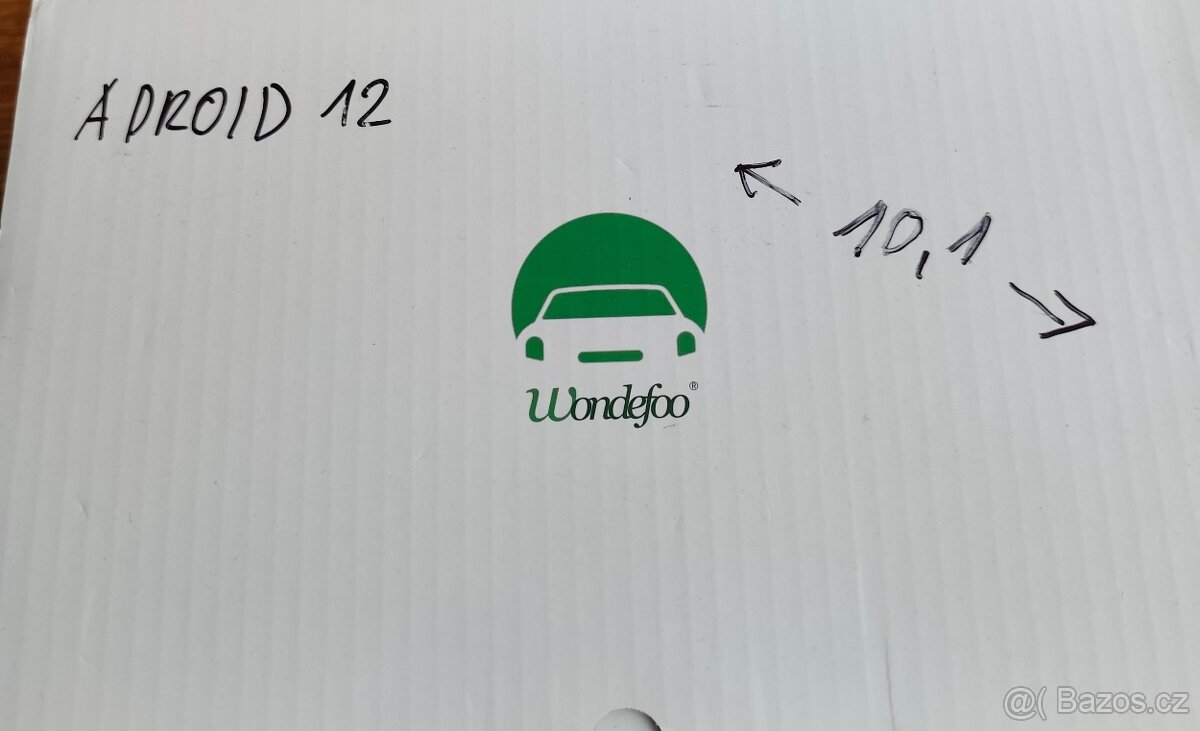 ADROID 12
10,1
Wondefoo®
@( Bazos.cz